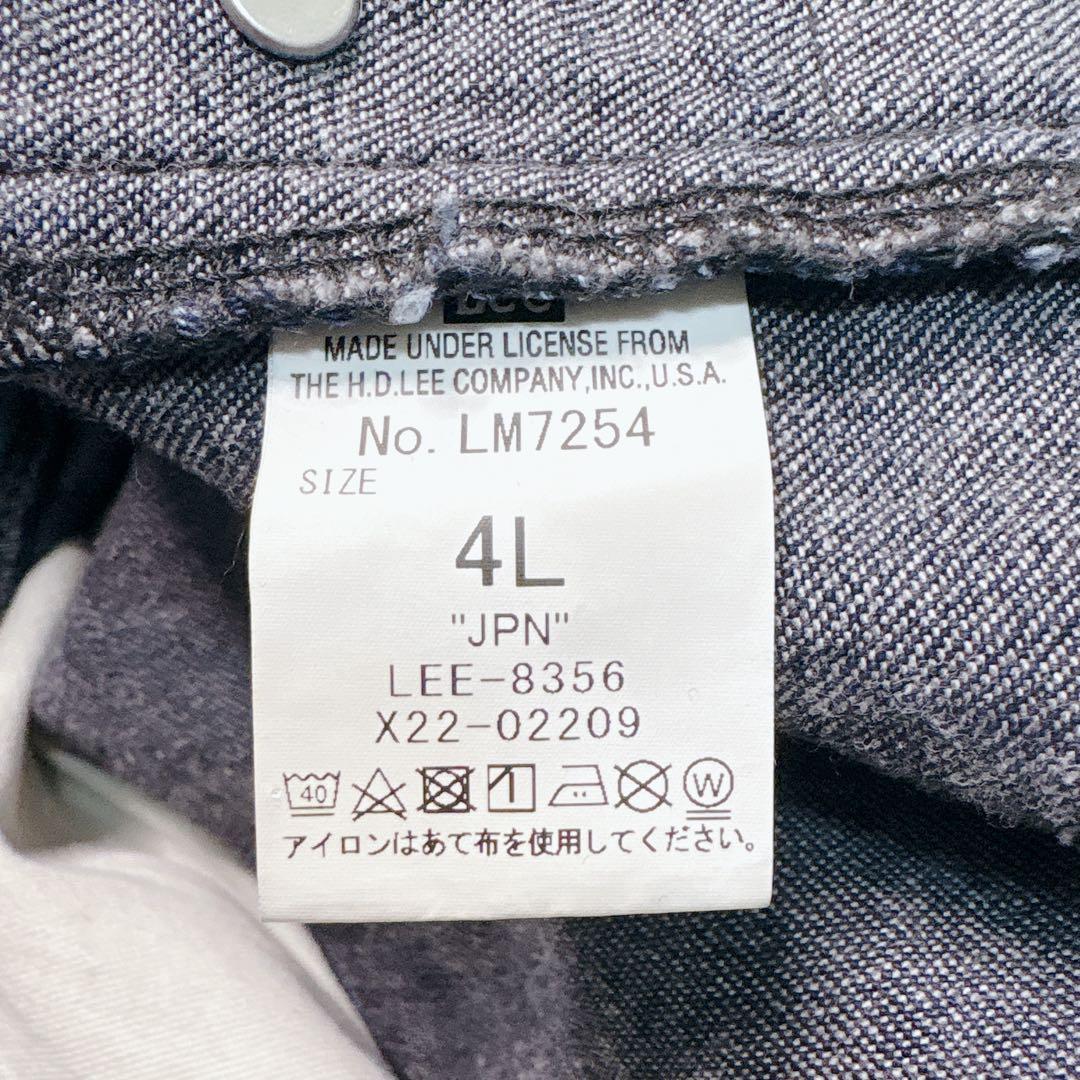 MADE UNDER LICENSE FROM
THE H.D.LEE COMPANY,INC.,U.S.A.
No. LM7254
SIZE
4L
"JPN"
LEE-8356
X22-02209
40 W
アイロンはあて布を使用してください。